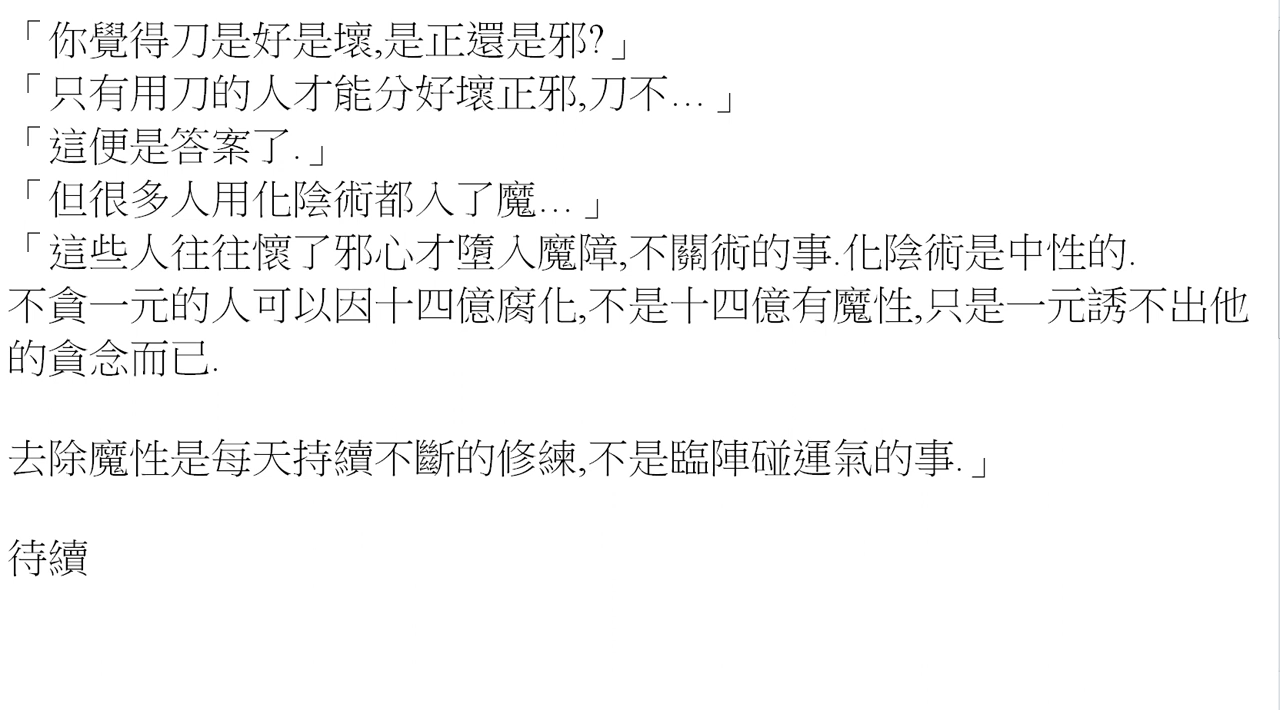 「你覺得刀是好是壞,是正還是邪?」
「只有用刀的人才能分好壞正邪,刀不...」
「這便是答案了.」
「但很多人用化陰術都入了魔...」
「這些人往往懷了邪心才墮入魔障,不關術的事.化陰術是中性的.
不貪一元的人可以因十四億腐化,不是十四億有魔性,只是一元誘不出他
的貪念而已.
去除魔性是每天持續不斷的修練,不是臨陣碰運氣的事.」
待續